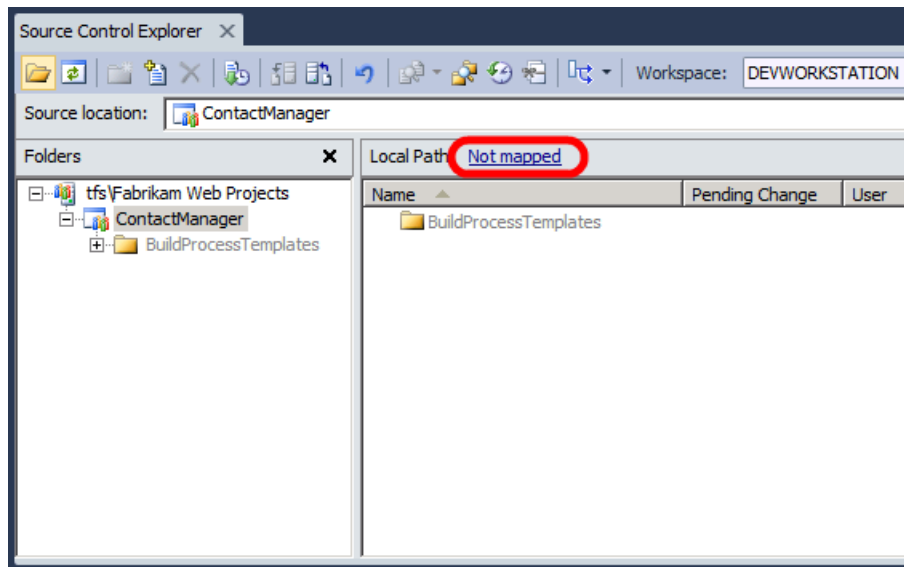 Source Control Explorer
Workspace: DEVWORKSTATION
Source location: ContactManager
Folders
Local Path Not mapped
tfs\Fabrikam Web Projects
Name Pending Change User
ContactManager
BuildProcessTemplates
BuildProcessTemplates